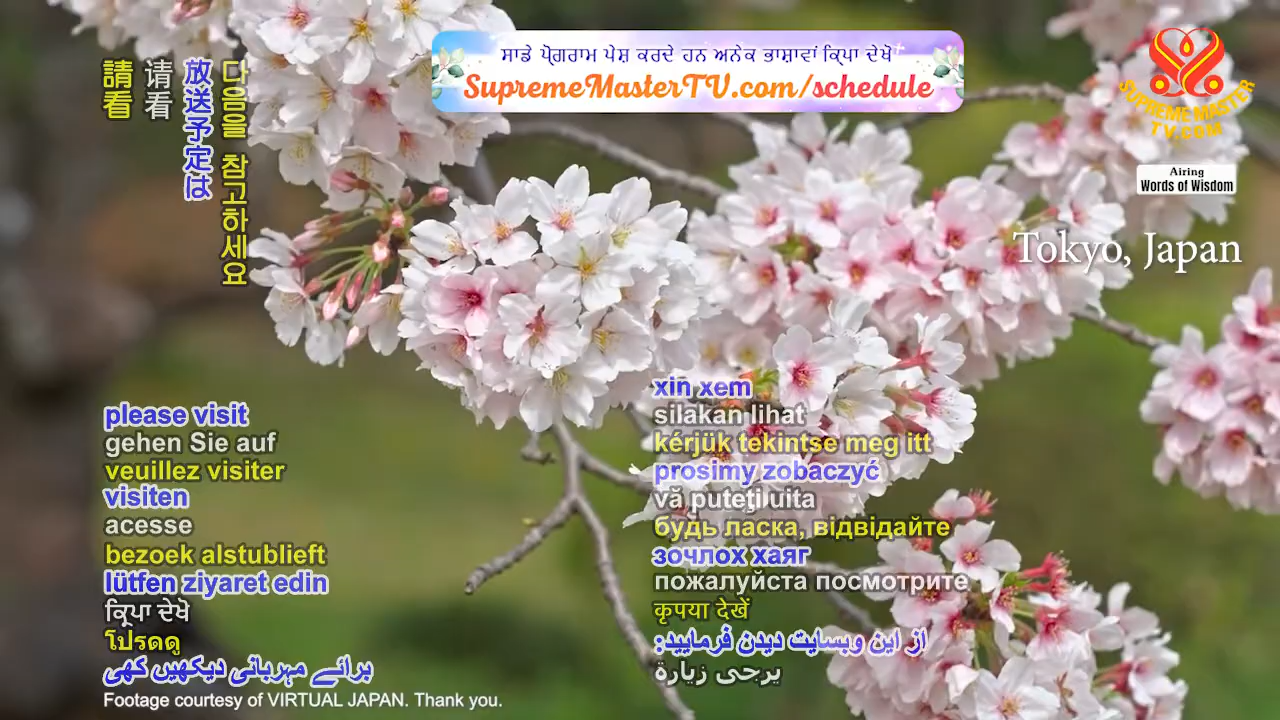 ਸਾਡੇ ਪ੍ਰੋਗਰਾਮ ਪੇਸ਼ ਕਰਦੇ ਹਨ ਅਨੇਕ ਭਾਸ਼ਾਵਾਂ ਕ੍ਰਿਪਾ ਦੇਖੋ
SupremeMasterTV.com/schedule
SUPREME MASTER
TV.COM
Airing
Words of Wisdom
Tokyo, Japan
請看
请看
放送予定は
다음을 참고하세요
please visit
gehen Sie auf
veuillez visiter
visiten
acesse
bezoek alstublieft
lütfen ziyaret edin
ਕ੍ਰਿਪਾ ਦੇਖੋ
โปรดดู
برائے مہربانی دیکھیں کھی
xin xem
silakan lihat
kérjük tekintse meg itt
prosimy zobaczyć
vă puteți uita
будь ласка, відвідайте
зочлох хаяг
пожалуйста посмотрите
कृपया देखें
از این وبسایت دیدن فرمایید:
يرجى زيارة
Footage courtesy of VIRTUAL JAPAN. Thank you.